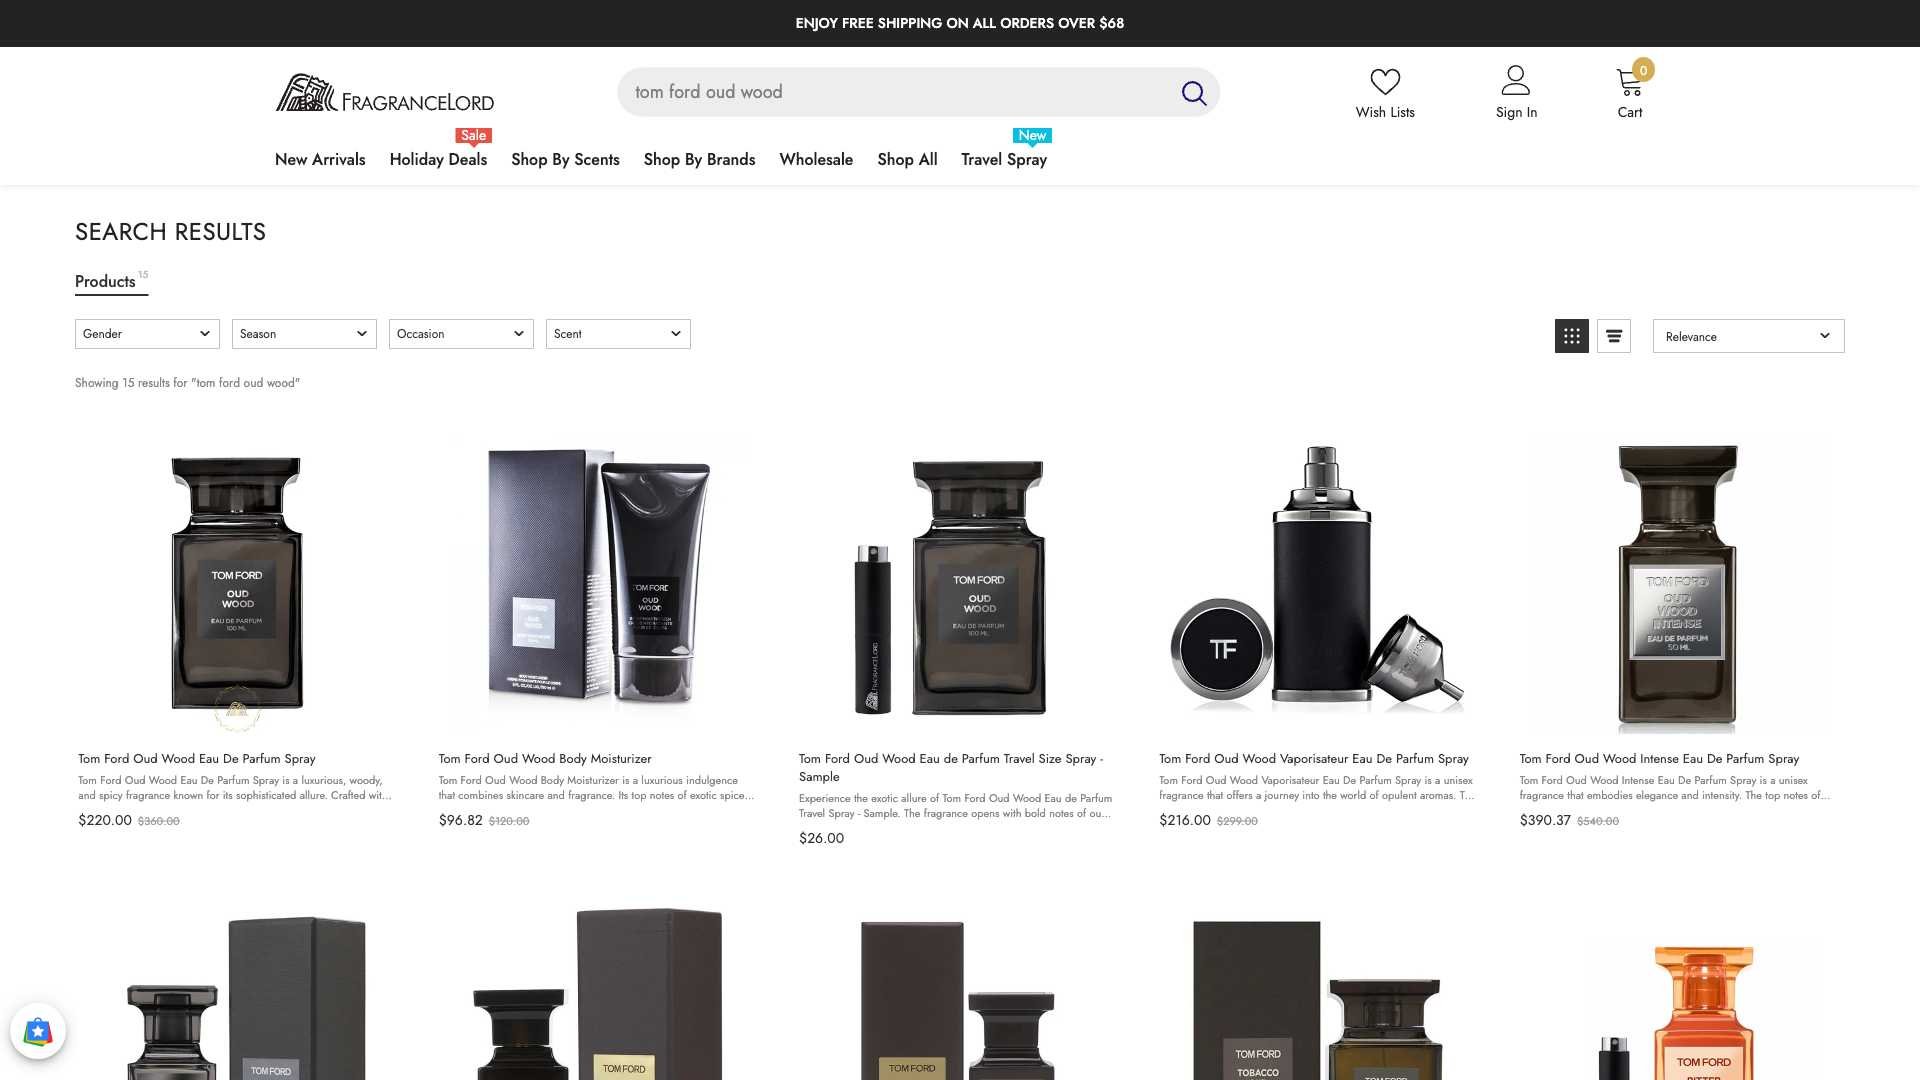 ENJOY FREE SHIPPING ON ALL ORDERS OVER $68
FRAGRANCELORD
tom ford oud wood
Wish Lists
Sign In
0
Cart
Sale
New
New Arrivals
Holiday Deals
Shop By Scents
Shop By Brands
Wholesale
Shop All
Travel Spray
SEARCH RESULTS
Products 15
Gender
Season
Occasion
Scent
Relevance
Showing 15 results for "tom ford oud wood"
TOM FORD
OUD
WOOD
EAU DE PARFUM
100 ML
TOM FORD
OUD
WOOD
TOM FORD
OUD
WOOD
EAU DE PARFUM
100 ML
FRAGRANCELORD
TF
TOM FORD
TOM FORD
OUD
WOOD
INTENSE
EAU DE PARFUM
50 ML
Tom Ford Oud Wood Eau De Parfum Spray
Tom Ford Oud Wood Eau De Parfum Spray is a luxurious, woody,
and spicy fragrance known for its sophisticated allure. Crafted wit...
$220.00 $360.00
Tom Ford Oud Wood Body Moisturizer
Tom Ford Oud Wood Body Moisturizer is a luxurious indulgence
that combines skincare and fragrance. Its top notes of exotic spice...
$96.82 $120.00
Tom Ford Oud Wood Eau de Parfum Travel Size Spray -
Sample
Experience the exotic allure of Tom Ford Oud Wood Eau de Parfum
Travel Spray - Sample. The fragrance opens with bold notes of ou...
$26.00
Tom Ford Oud Wood Vaporisateur Eau De Parfum Spray
Tom Ford Oud Wood Vaporisateur Eau De Parfum Spray is a unisex
fragrance that offers a journey into the world of opulent aromas. T...
$216.00 $299.00
Tom Ford Oud Wood Intense Eau De Parfum Spray
Tom Ford Oud Wood Intense Eau De Parfum Spray is a unisex
fragrance that embodies elegance and intensity. The top notes of...
$390.37 $540.00
TOM FORD
TOM FORD
TOM FORD
TOM FORD
TOBACCO
TOM FORD